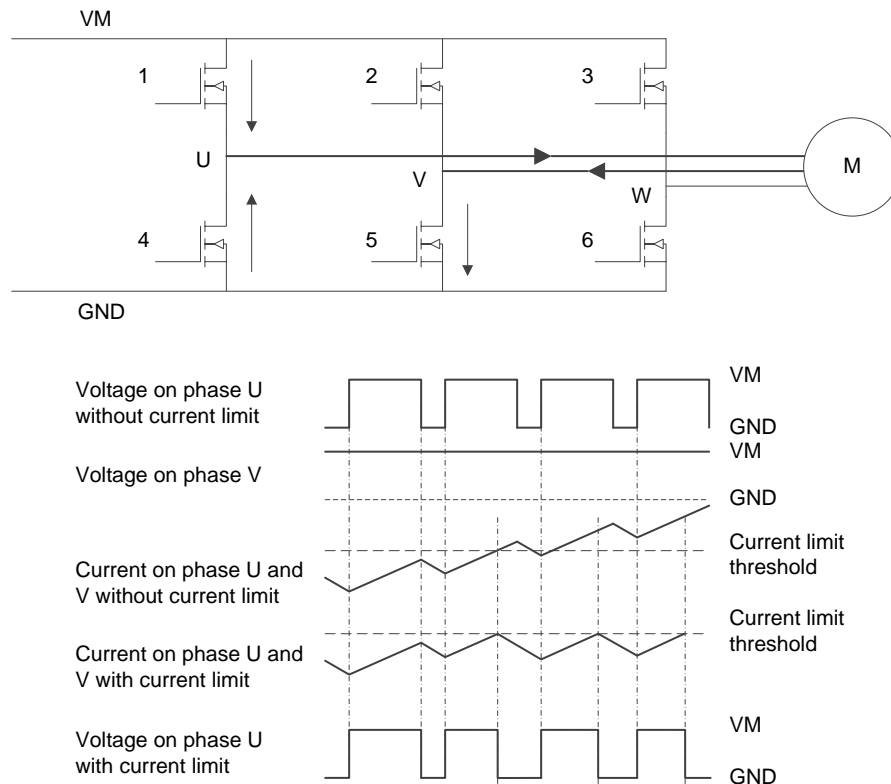 VM
1
2
3
U
V
W
M
4
5
6
GND
Voltage on phase U
without current limit
VM
GND
VM
Voltage on phase V
GND
Current limit
threshold
Current on phase U and
V without current limit
Current limit
threshold
Current on phase U and
V with current limit
VM
Voltage on phase U
with current limit
GND